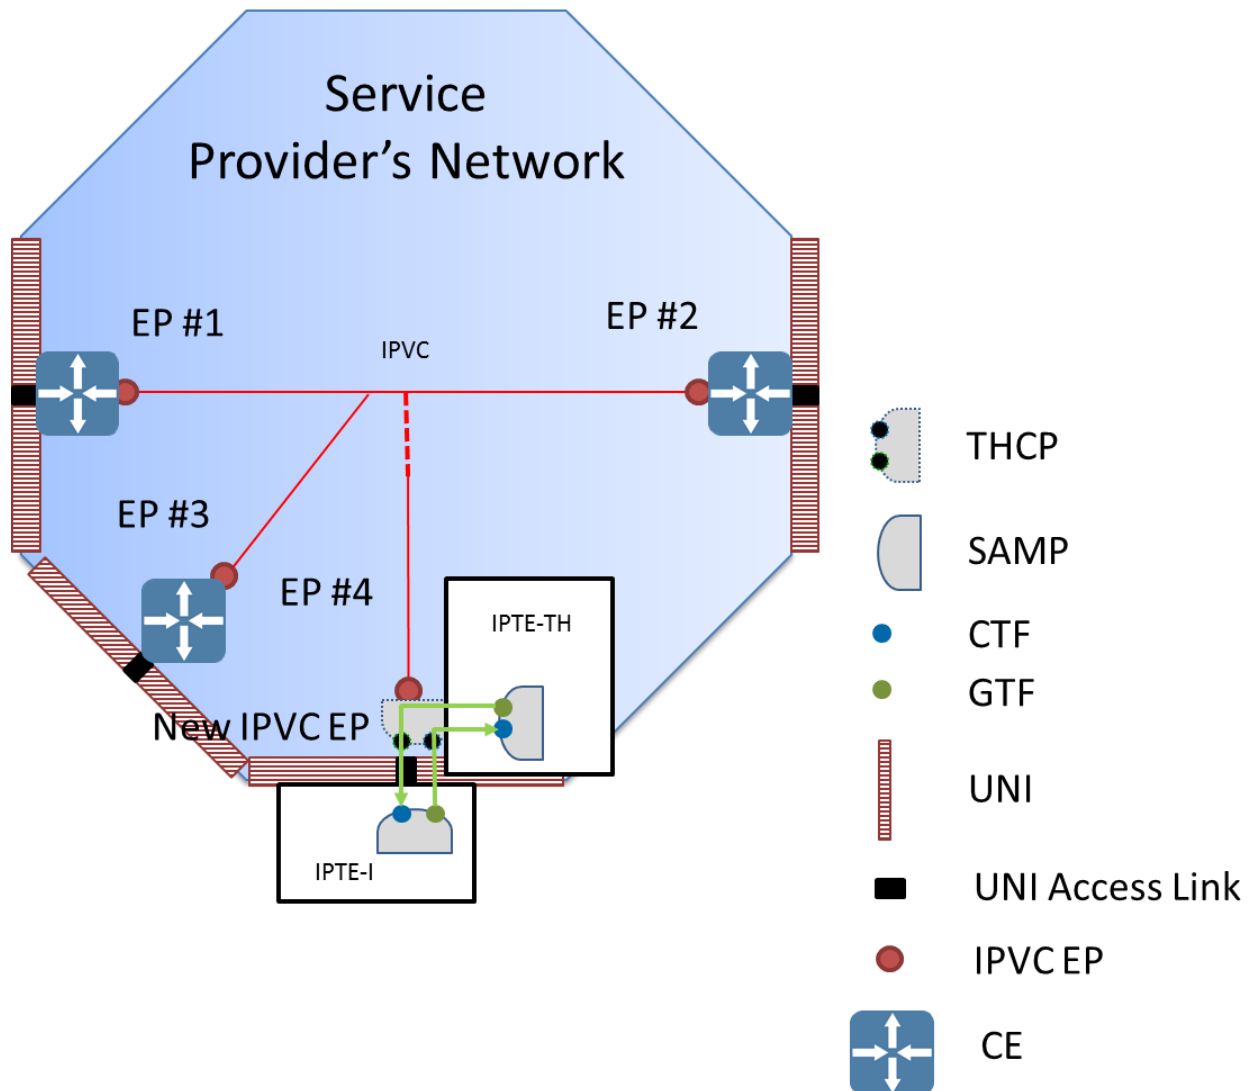 Service
Provider’s Network
EP #1
EP #2
IPVC
EP #3
EP #4
IPTE-TH
New IPVC EP
IPTE-I
THCP
SAMP
CTF
GTF
UNI
UNI Access Link
IPVC EP
CE